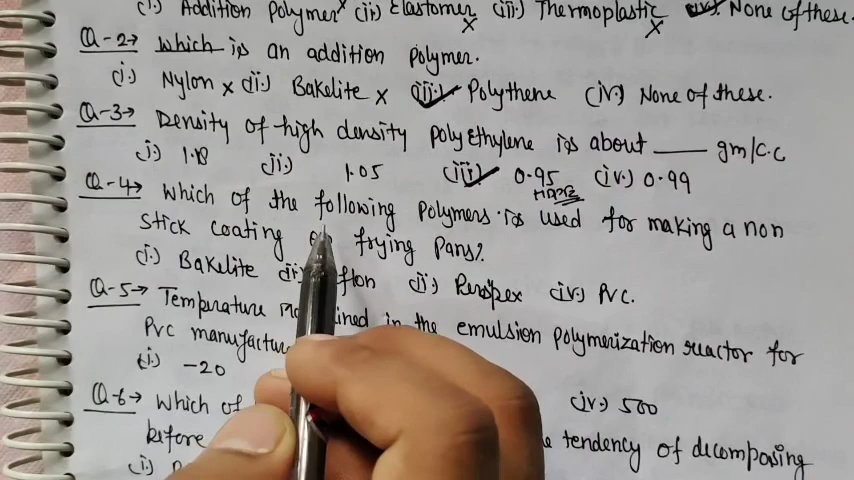 (i.) Addition Polymer x (ii) Elastomer x (iii) Thermoplastic x (iv) None of these.
Q-2→ Which is an addition polymer.
(i.) Nylon x (ii.) Bakelite x (iii.) Polythene (iv.) None of these.
Q-3→ Density of high density polyethylene is about ____ gm/c.c
(i) 1.18 (ii.) 1.05 (iii) 0.95 (iv.) 0.99
HDPE
Q-4→ Which of the following Polymers is used for making a non
stick coating frying Pans?
(i.) Bakelite (ii) flon (ii.) Perspex (iv.) PVC.
Q-5→ Temperature ined in the emulsion polymerization reactor for
PVC manufactu
(i.) -20 (iv.) 500
Q-6→ Which of
before tendency of decomposing
(i.)